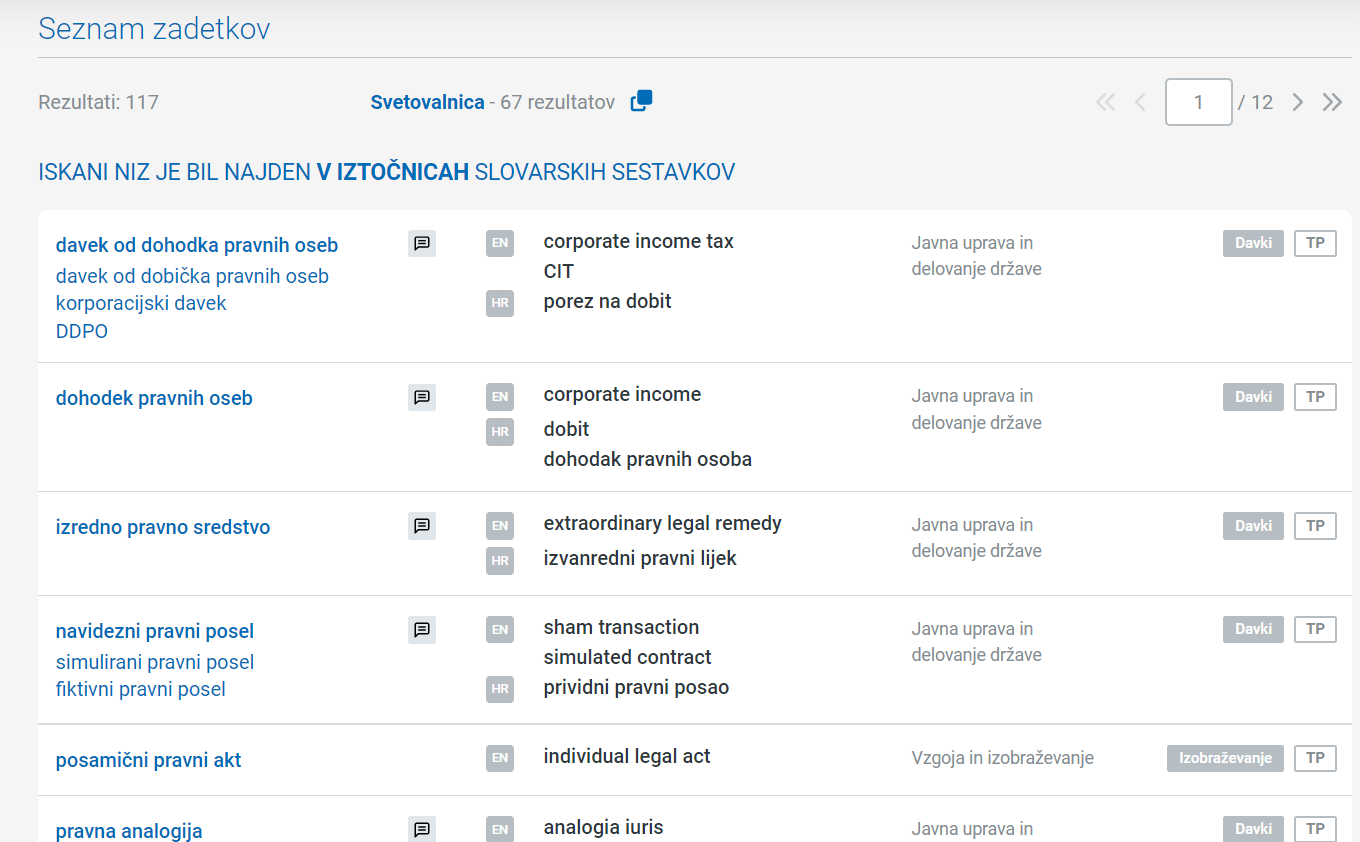 Seznam zadetkov
Rezultati: 117
Svetovalnica - 67 rezultatov
1 / 12
ISKANI NIZ JE BIL NAJDEN V IZTOČNICAH SLOVARSKIH SESTAVKOV
davek od dohodka pravnih oseb
davek od dobička pravnih oseb
korporacijski davek
DDPO
EN corporate income tax
CIT
HR porez na dobit
Javna uprava in
delovanje države
Davki TP
dohodek pravnih oseb
EN corporate income
HR dobit
dohodak pravnih osoba
Javna uprava in
delovanje države
Davki TP
izredno pravno sredstvo
EN extraordinary legal remedy
HR izvanredni pravni lijek
Javna uprava in
delovanje države
Davki TP
navidezni pravni posel
simulirani pravni posel
fiktivni pravni posel
EN sham transaction
simulated contract
HR prividni pravni posao
Javna uprava in
delovanje države
Davki TP
posamični pravni akt
EN individual legal act
Vzgoja in izobraževanje
Izobraževanje TP
pravna analogija
EN analogia iuris
Javna uprava in
Davki TP